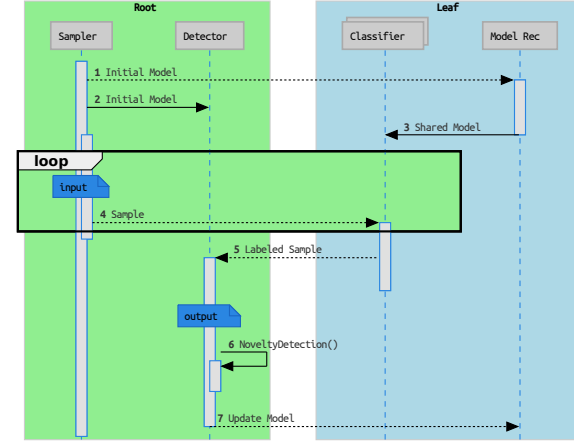 Root
Leaf
Sampler
Detector
Classifier
Model Rec
1 Initial Model
2 Initial Model
3 Shared Model
loop
input
4 Sample
5 Labeled Sample
output
6 NoveltyDetection()
7 Update Model